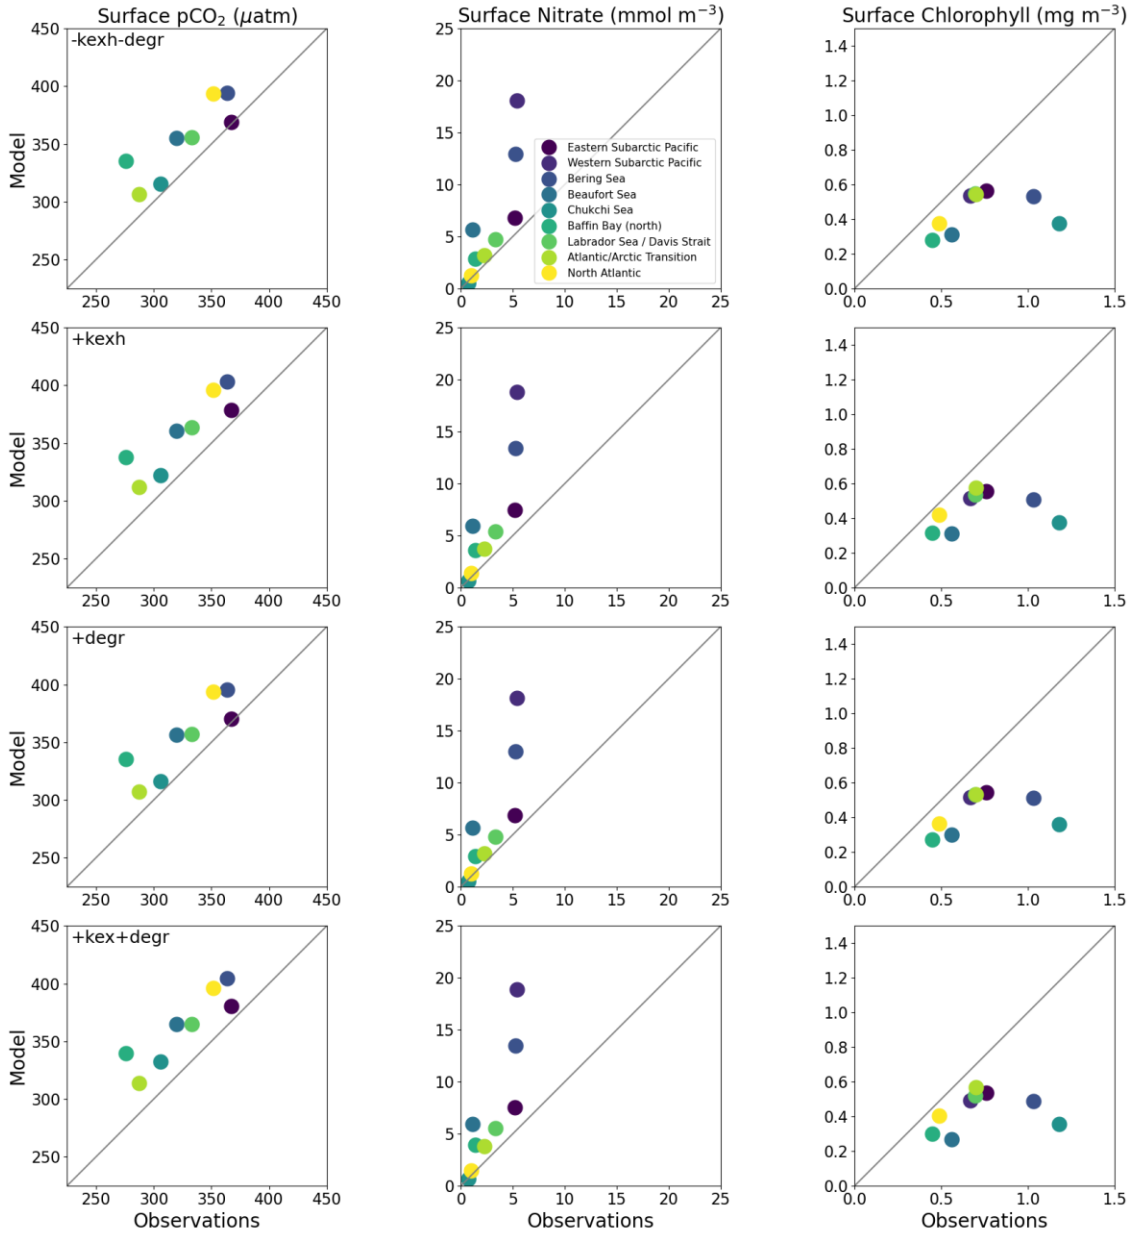 Surface pCO₂ (μatm)
Surface Nitrate (mmol m⁻³)
Surface Chlorophyll (mg m⁻³)
-kexh-degr
Model
450
400
350
300
250
250 300 350 400 450
25
20
15
10
5
0
0 5 10 15 20 25
Eastern Subarctic Pacific
Western Subarctic Pacific
Bering Sea
Beaufort Sea
Chukchi Sea
Baffin Bay (north)
Labrador Sea / Davis Strait
Atlantic/Arctic Transition
North Atlantic
1.4
1.2
1.0
0.8
0.6
0.4
0.2
0.0
0.0 0.5 1.0 1.5
+kexh
Model
450
400
350
300
250
250 300 350 400 450
25
20
15
10
5
0
0 5 10 15 20 25
1.4
1.2
1.0
0.8
0.6
0.4
0.2
0.0
0.0 0.5 1.0 1.5
+degr
Model
450
400
350
300
250
250 300 350 400 450
25
20
15
10
5
0
0 5 10 15 20 25
1.4
1.2
1.0
0.8
0.6
0.4
0.2
0.0
0.0 0.5 1.0 1.5
+kex+degr
Model
450
400
350
300
250
250 300 350 400 450
Observations
25
20
15
10
5
0
0 5 10 15 20 25
Observations
1.4
1.2
1.0
0.8
0.6
0.4
0.2
0.0
0.0 0.5 1.0 1.5
Observations